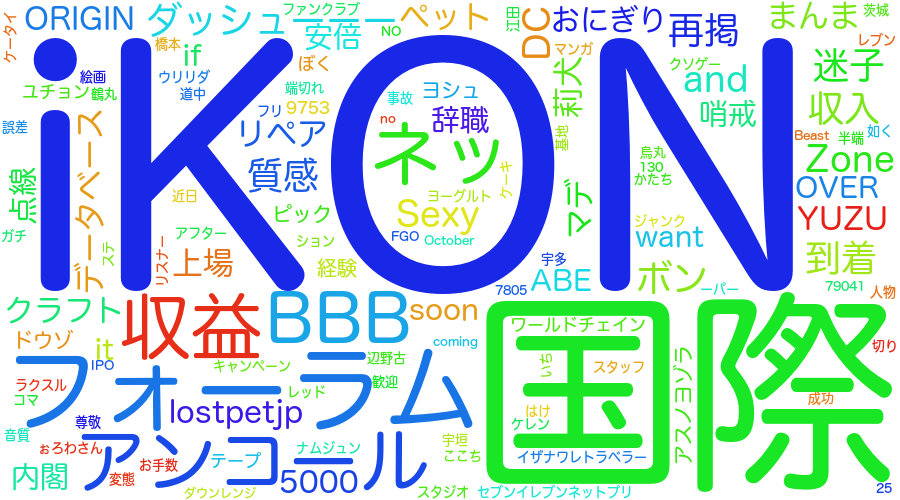 ケータイ
ORIGIN
ダッシュ
ファンクラブ
NO
ペット
江田
DC
おにぎり
再掲
まんま
茨城
橋本
if
安倍
レブン
絵画
ウリリダ
ぼく
マンガ
クソゲー
迷子
ユチョン
鶴丸
道中
端切れ
9753
事故
ヨシュ
莉犬
and
収入
誤差
フリ
リペア
no
辞職
哨戒
Beast
半端
如く
データベース
質感
ネッ
基地
烏丸
130
かたち
Zone
点線
近日
ヨーグルト
ケーキ
マデ
OVER
ピック
Sexy
ジャンク
YUZU
ガチ
アフター
ション
FGO
October
want
ステ
リスナー
上場
経験
宇多
ボン
到着
iKON
7805
ABE
ーパー
79041
人物
クラフト
収益
BBB
soon
国際
ワールドチェイン
ドウゾ
it
IPO
coming
いち
スタッフ
切り
キャンペーン
辺野古
ラクスル
コマ
フォーラム
レッド
歓迎
アスノヨゾラ
成功
尊敬
lostpetjp
はけ
ケレン
音質
ぉろわさん
アンコール
ナムジュン
宇垣
ここち
イザナワレトラベラー
内閣
変態
お手数
テープ
5000
ダウンレンジ
スタジオ
セブンイレブンネットプリ
25